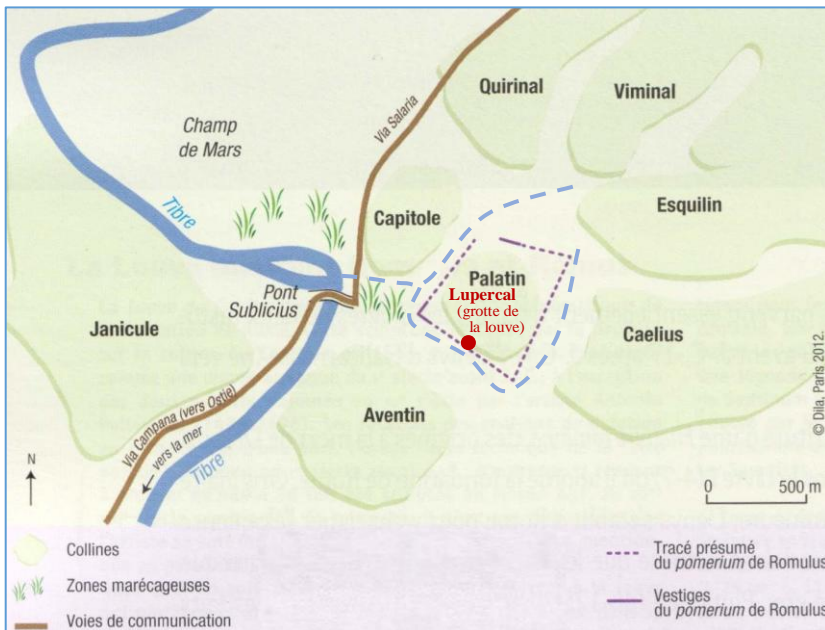 Quirinal
Viminal
Champ
de Mars
Via Salaria
Tibre
Capitole
Esquilin
Palatin
Lupercal
(grotte de
la louve)
Pont
Sublicius
Janicule
Caelius
Aventin
Via Campana (vers Ostie)
vers la mer
Tibre
N
0 500 m
© Dila, Paris 2012.
Collines
Zones marécageuses
Voies de communication
Tracé présumé
du pomerium de Romulus
Vestiges
du pomerium de Romulus